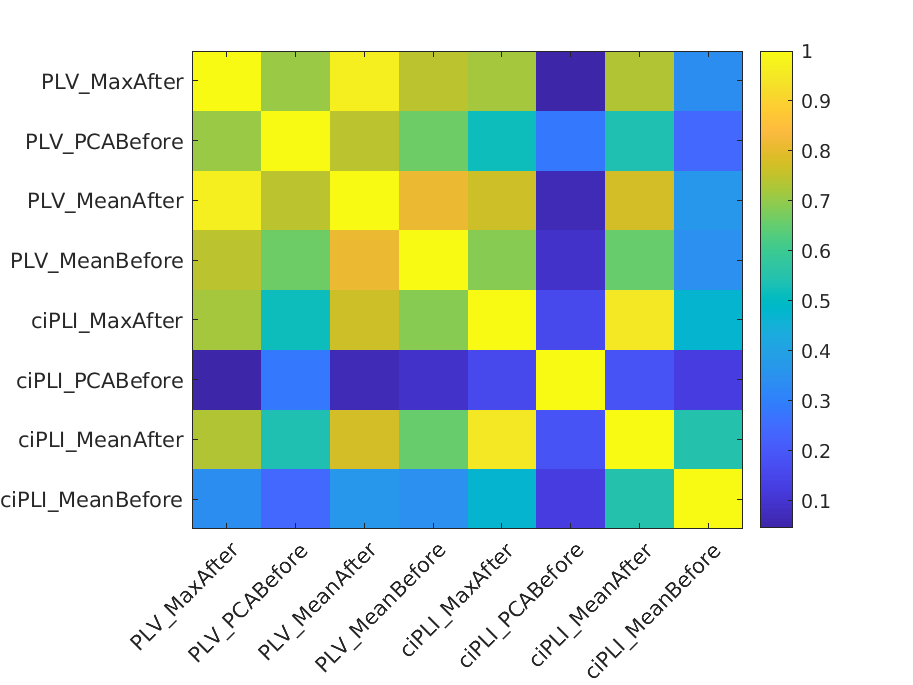 PLV_MaxAfter
PLV_PCABefore
PLV_MeanAfter
PLV_MeanBefore
ciPLI_MaxAfter
ciPLI_PCABefore
ciPLI_MeanAfter
ciPLI_MeanBefore
PLV_MaxAfter
PLV_PCABefore
PLV_MeanAfter
PLV_MeanBefore
ciPLI_MaxAfter
ciPLI_PCABefore
ciPLI_MeanAfter
ciPLI_MeanBefore
1
0.9
0.8
0.7
0.6
0.5
0.4
0.3
0.2
0.1